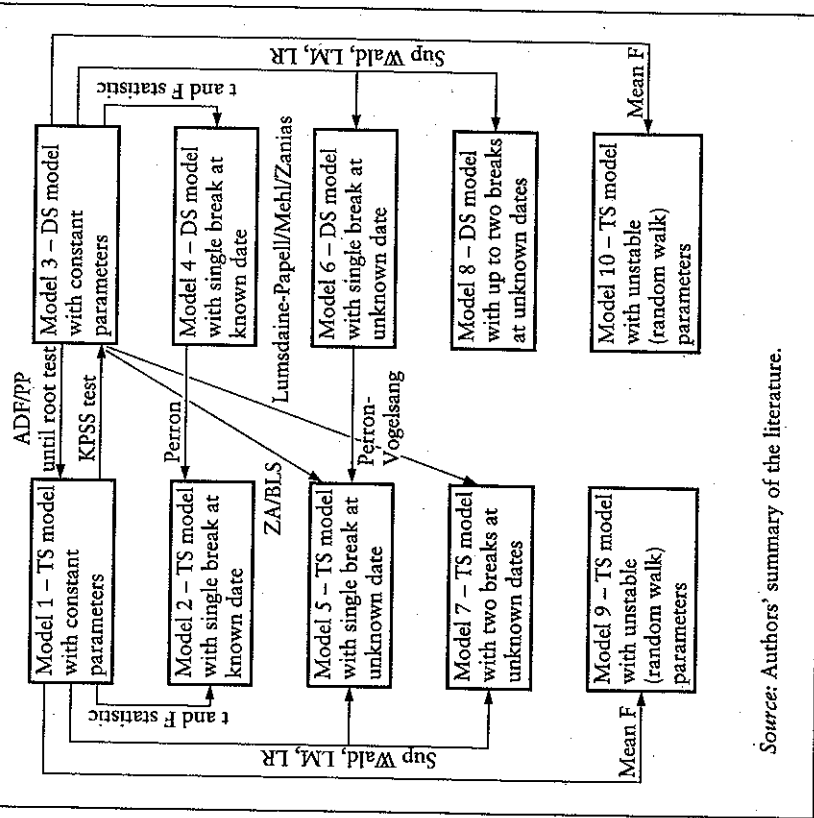 Model 1 – TS model
with constant
parameters
ADF/PP
until root test
KPSS test
Model 3 – DS model
with constant
parameters
t and F statistic
t and F statistic
Model 2 – TS model
with single break at
known date
Perron
Model 4 – DS model
with single break at
known date
ZA/BLS
Lumsdaine-Papell/Mehl/Zanias
Sup Wald, LM, LR
Sup Wald, LM, LR
Model 5 – TS model
with single break at
unknown date
Perron-
Vogelsang
Model 6 – DS model
with single break at
unknown date
Model 7 – TS model
with two breaks at
unknown dates
Model 8 – DS model
with up to two breaks
at unknown dates
Mean F
Model 9 – TS model
with unstable
(random walk)
parameters
Model 10 – TS model
with unstable
(random walk)
parameters
Mean F
Source: Authors' summary of the literature.